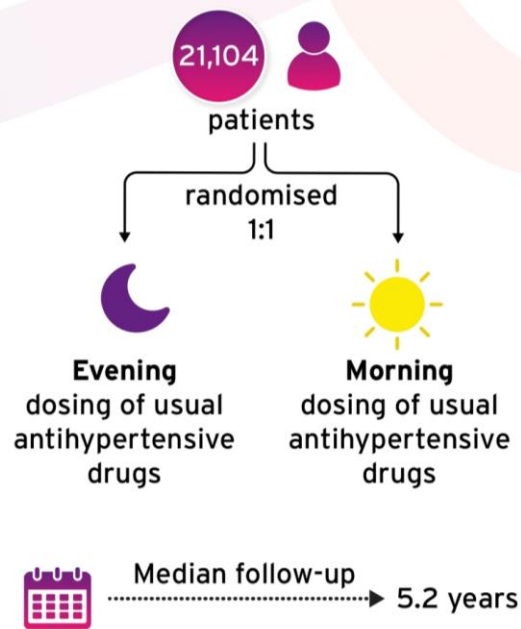 21,104
patients
randomised
1:1
Evening
dosing of usual
antihypertensive
drugs
Morning
dosing of usual
antihypertensive
drugs
Median follow-up
5.2 years